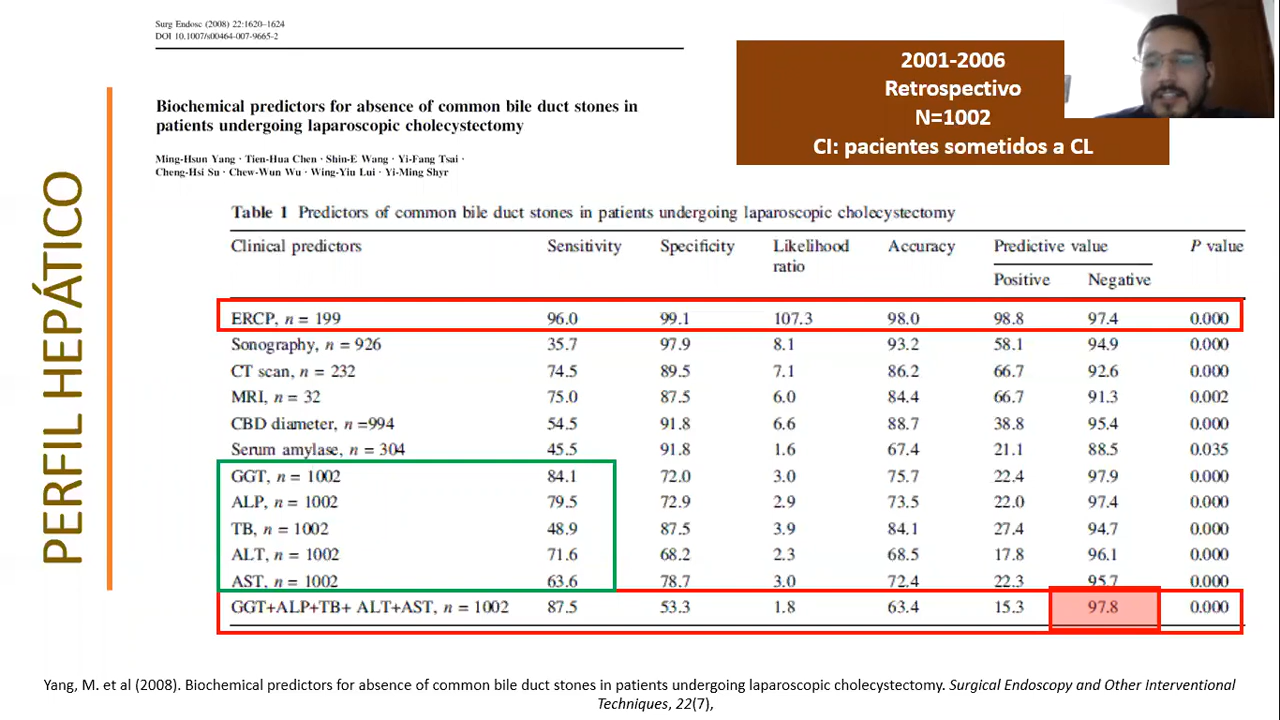 Surg Endosc (2008) 22:1620–1624
DOI 10.1007/s00464-007-9665-2
2001-2006
Retrospectivo
N=1002
CI: pacientes sometidos a CL
Biochemical predictors for absence of common bile duct stones in
patients undergoing laparoscopic cholecystectomy
Ming-Hsun Yang · Tien-Hua Chen · Shin-E Wang · Yi-Fang Tsai ·
Cheng-Hsi Su · Chew-Wun Wu · Wing-Yiu Lui · Yi-Ming Shyr
PERFIL HEPÁTICO
Table 1 Predictors of common bile duct stones in patients undergoing laparoscopic cholecystectomy
Clinical predictors Sensitivity Specificity Likelihood ratio Accuracy Predictive value P value
Positive Negative
ERCP, n = 199 96.0 99.1 107.3 98.0 98.8 97.4 0.000
Sonography, n = 926 35.7 97.9 8.1 93.2 58.1 94.9 0.000
CT scan, n = 232 74.5 89.5 7.1 86.2 66.7 92.6 0.000
MRI, n = 32 75.0 87.5 6.0 84.4 66.7 91.3 0.002
CBD diameter, n =994 54.5 91.8 6.6 88.7 38.8 95.4 0.000
Serum amylase, n = 304 45.5 91.8 1.6 67.4 21.1 88.5 0.035
GGT, n = 1002 84.1 72.0 3.0 75.7 22.4 97.9 0.000
ALP, n = 1002 79.5 72.9 2.9 73.5 22.0 97.4 0.000
TB, n = 1002 48.9 87.5 3.9 84.1 27.4 94.7 0.000
ALT, n = 1002 71.6 68.2 2.3 68.5 17.8 96.1 0.000
AST, n = 1002 63.6 78.7 3.0 72.4 22.3 95.7 0.000
GGT+ALP+TB+ ALT+AST, n = 1002 87.5 53.3 1.8 63.4 15.3 97.8 0.000
Yang, M. et al (2008). Biochemical predictors for absence of common bile duct stones in patients undergoing laparoscopic cholecystectomy. Surgical Endoscopy and Other Interventional
Techniques, 22(7),